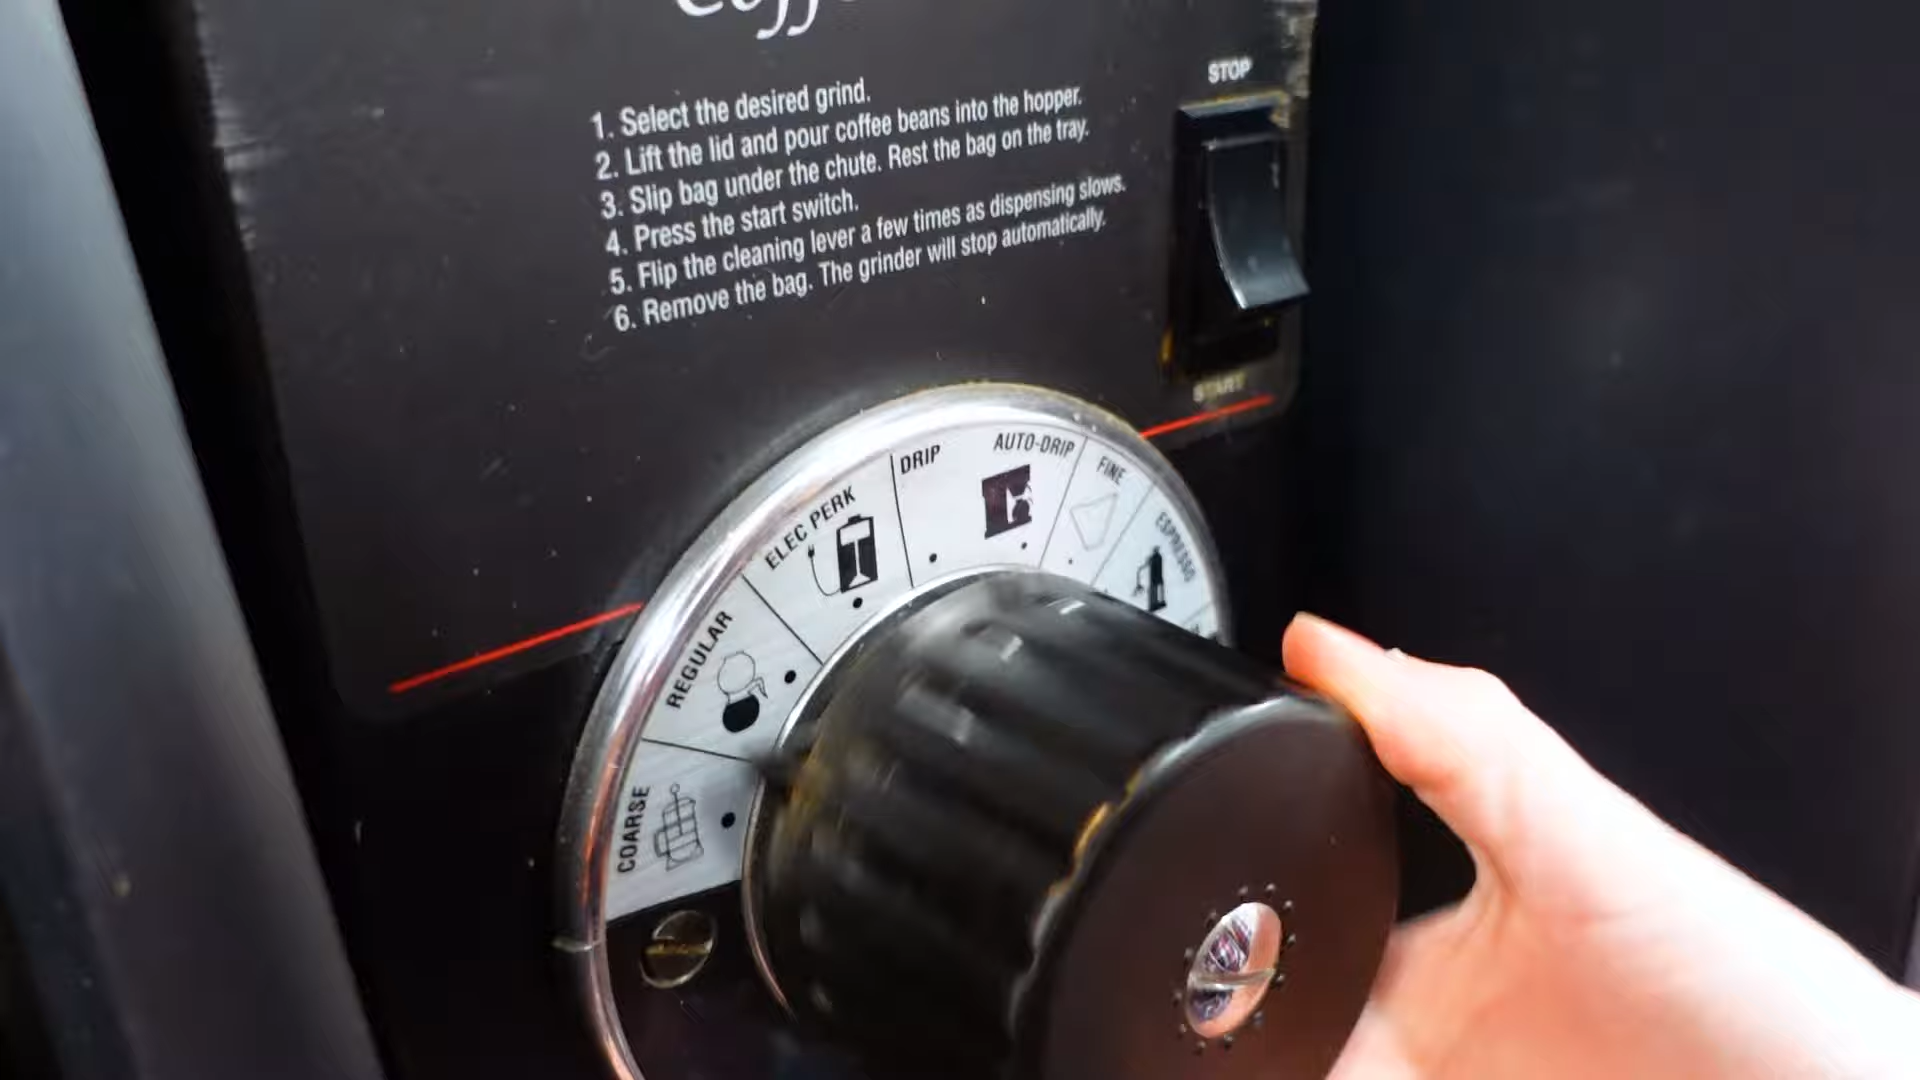 STOP
1. Select the desired grind.
2. Lift the lid and pour coffee beans into the hopper.
3. Slip bag under the chute. Rest the bag on the tray.
4. Press the start switch.
5. Flip the cleaning lever a few times as dispensing slows.
6. Remove the bag. The grinder will stop automatically.
START
DRIP
AUTO-DRIP
FINE
ESPRESSO
ELEC PERK
REGULAR
COARSE